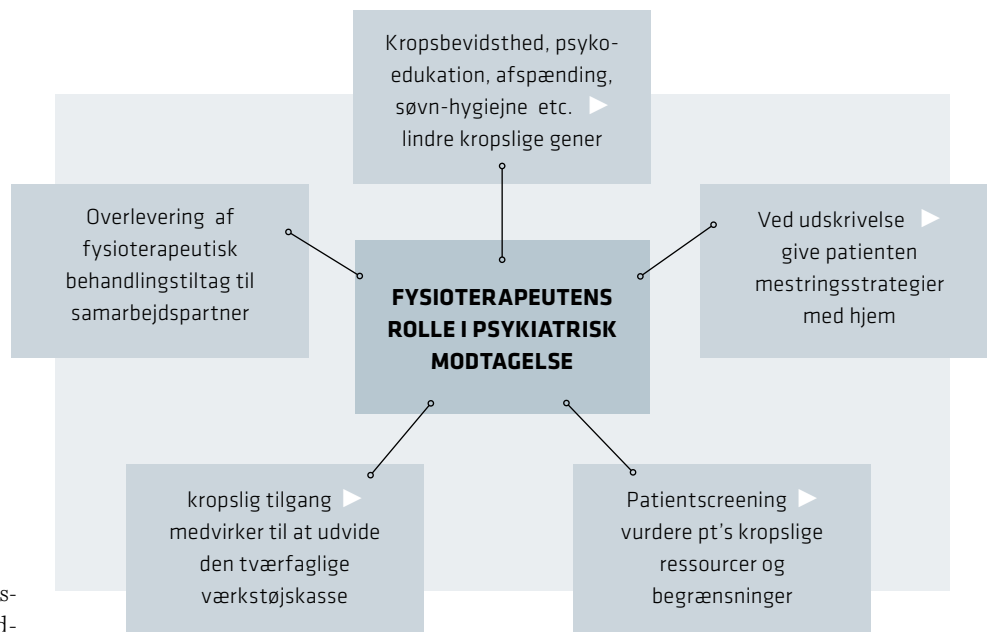 Kropsbevidsthed, psyko-
edukation, afspænding,
søvn-hygiejne etc. ►
lindre kropslige gener
Overlevering af
fysioterapeutisk
behandlingstiltag til
samarbejdspartner
Ved udskrivelse ►
give patienten
mestringsstrategier
med hjem
FYSIOTERAPEUTENS
ROLLE I PSYKIATRISK
MODTAGELSE
kropslig tilgang ►
medvirker til at udvide
den tværfaglige
værkstøjskasse
Patientscreening ►
vurdere pt's kropslige
ressourcer og
begrænsninger
s-
d-